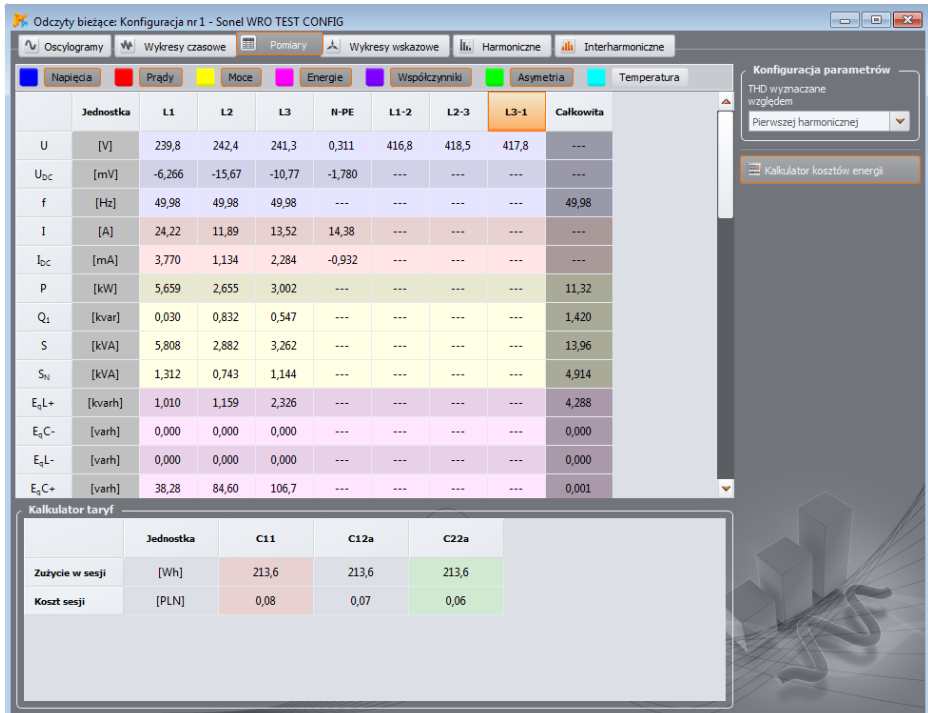 Odczyty bieżące: Konfiguracja nr 1 - Sonel WRO TEST CONFIG
Oscylogramy Wykresy czasowe Pomiary Wykresy wskazowe Harmoniczne Interharmoniczne
Napięcia Prądy Moce Energie Współczynniki Asymetria Temperatura
Konfiguracja parametrów
THD wyznaczane
względem
Pierwszej harmonicznej
Kalkulator kosztów energii
Jednostka L1 L2 L3 N-PE L1-2 L2-3 L3-1 Całkowita
U [V] 239,8 242,4 241,3 0,311 416,8 418,5 417,8 ---
UDC [mV] -6,266 -15,67 -10,77 -1,780 --- --- --- ---
f [Hz] 49,98 49,98 49,98 --- --- --- --- 49,98
I [A] 24,22 11,89 13,52 14,38 --- --- --- ---
IDC [mA] 3,770 1,134 2,284 -0,932 --- --- --- ---
P [kW] 5,659 2,655 3,002 --- --- --- --- 11,32
Q1 [kvar] 0,030 0,832 0,547 --- --- --- --- 1,420
S [kVA] 5,808 2,882 3,262 --- --- --- --- 13,96
SN [kVA] 1,312 0,743 1,144 --- --- --- --- 4,914
EqL+ [kvarh] 1,010 1,159 2,326 --- --- --- --- 4,288
EqC- [varh] 0,000 0,000 0,000 --- --- --- --- 0,000
EqL- [varh] 0,000 0,000 0,000 --- --- --- --- 0,000
EqC+ [varh] 38,28 84,60 106,7 --- --- --- --- 0,001
Kalkulator taryf
Jednostka C11 C12a C22a
Zużycie w sesji [Wh] 213,6 213,6 213,6
Koszt sesji [PLN] 0,08 0,07 0,06